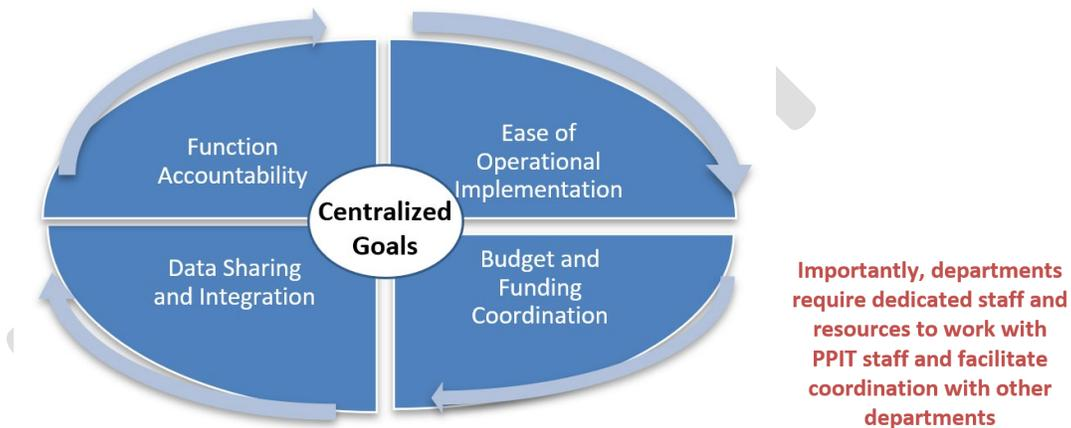 Function
Accountability
Ease of
Operational
Implementation
Centralized
Goals
Data Sharing
and Integration
Budget and
Funding
Coordination
Importantly, departments
require dedicated staff and
resources to work with
PPIT staff and facilitate
coordination with other
departments